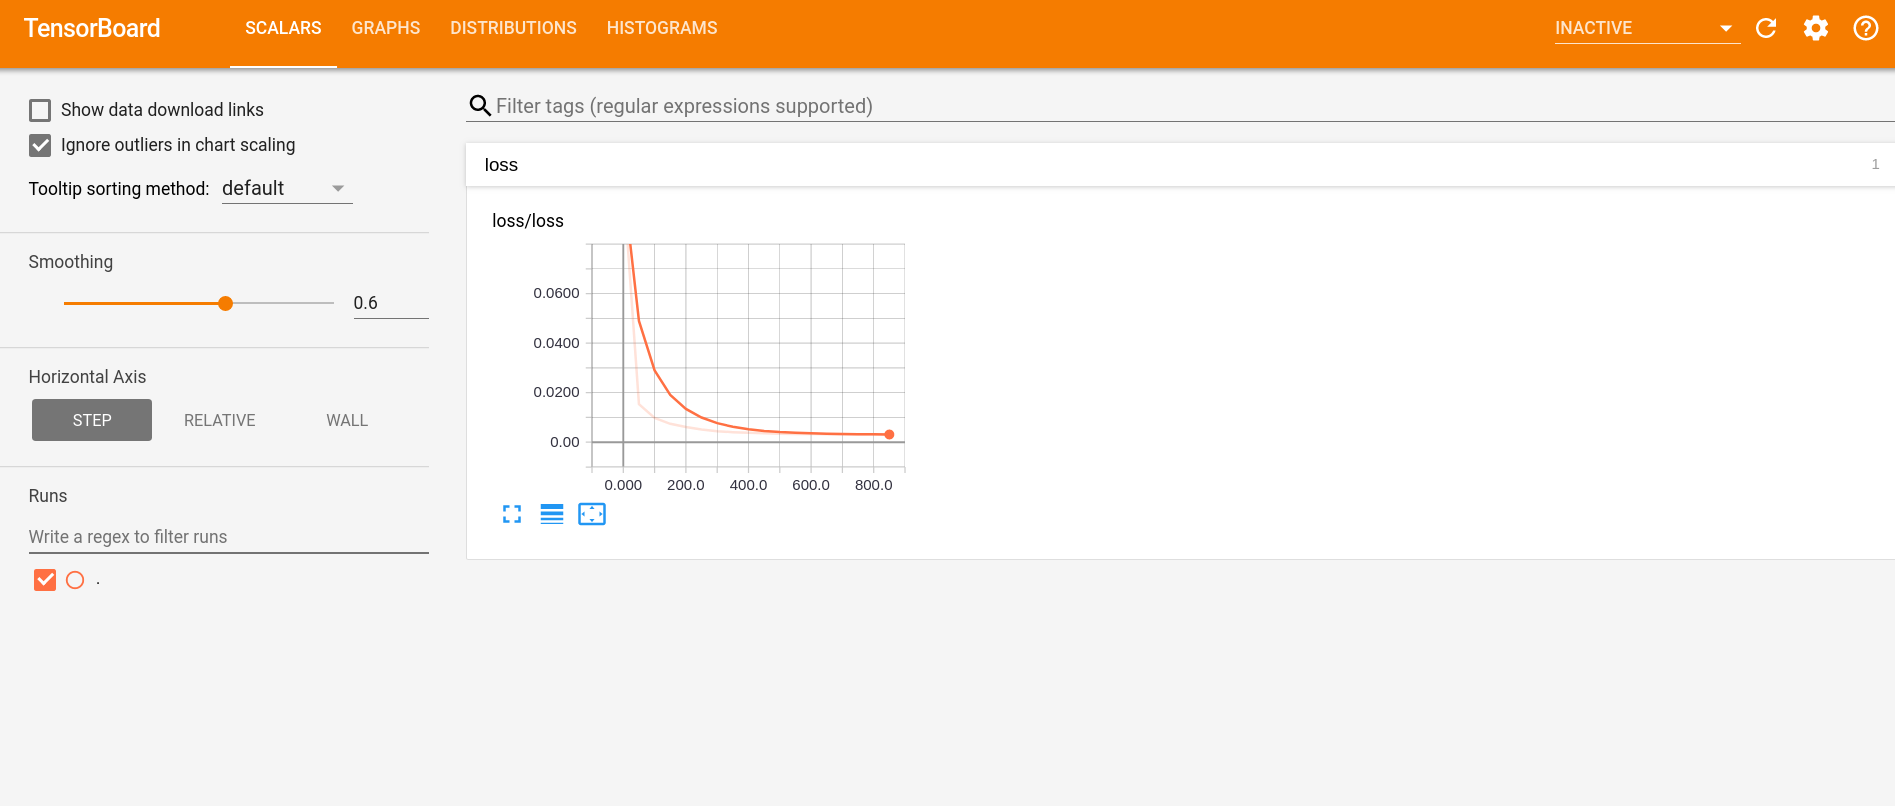 TensorBoard SCALARS GRAPHS DISTRIBUTIONS HISTOGRAMS INACTIVE
Show data download links
Ignore outliers in chart scaling
Tooltip sorting method: default
Smoothing
0.6
Horizontal Axis
STEP RELATIVE WALL
Runs
Write a regex to filter runs
.
Filter tags (regular expressions supported)
loss 1
loss/loss
0.0600
0.0400
0.0200
0.00
0.000 200.0 400.0 600.0 800.0